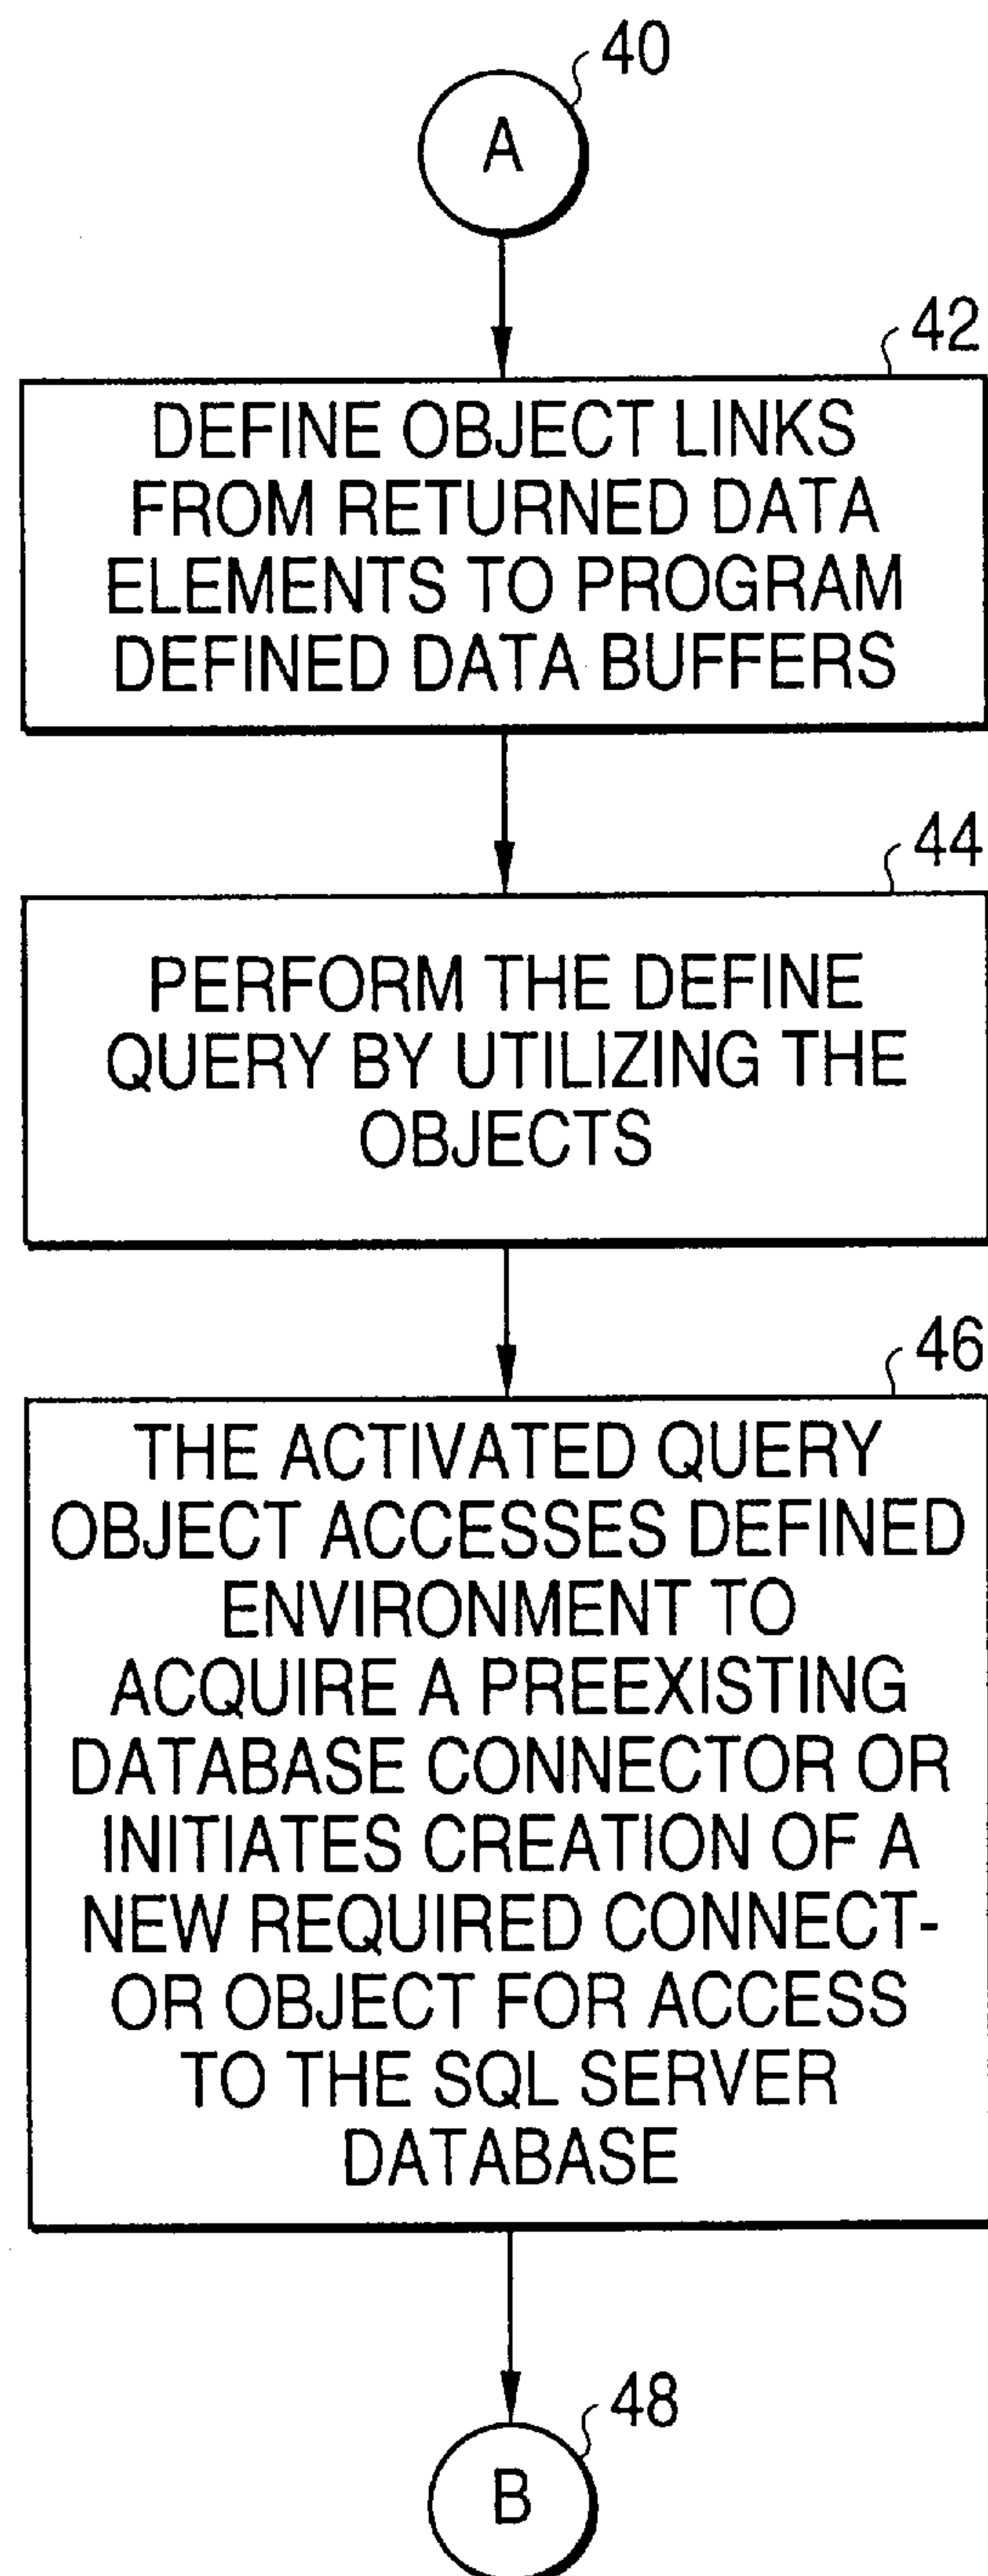 40
A
42
DEFINE OBJECT LINKS
FROM RETURNED DATA
ELEMENTS TO PROGRAM
DEFINED DATA BUFFERS
44
PERFORM THE DEFINE
QUERY BY UTILIZING THE
OBJECTS
46
THE ACTIVATED QUERY
OBJECT ACCESSES DEFINED
ENVIRONMENT TO
ACQUIRE A PREEXISTING
DATABASE CONNECTOR OR
INITIATES CREATION OF A
NEW REQUIRED CONNECT-
OR OBJECT FOR ACCESS
TO THE SQL SERVER
DATABASE
48
B